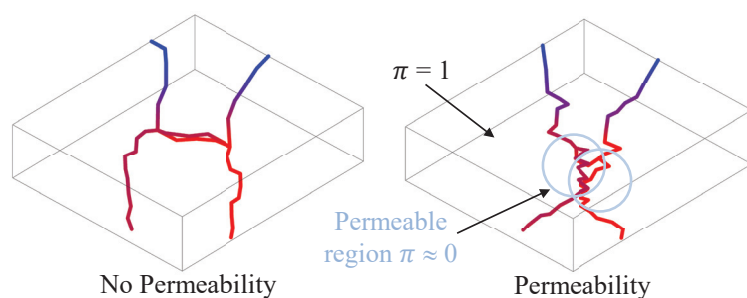 π = 1
Permeable
region π ≈ 0
No Permeability
Permeability